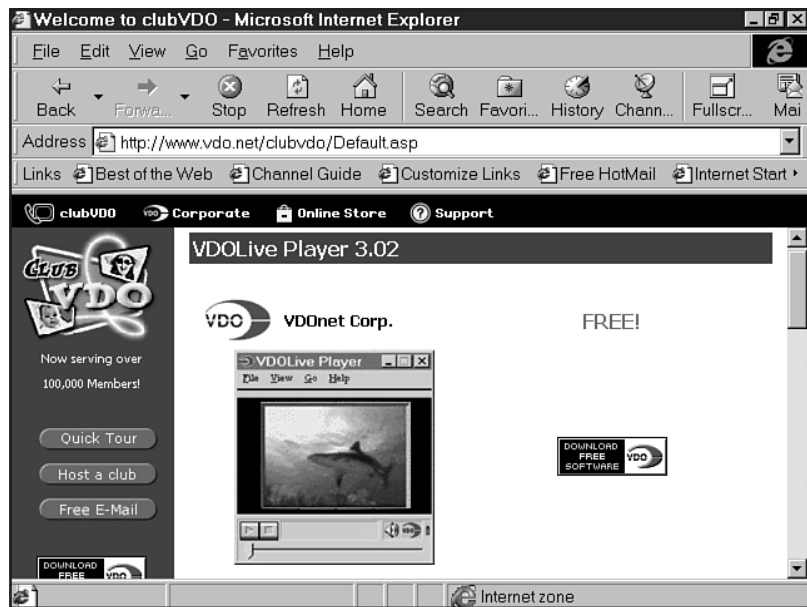 Welcome to clubVDO - Microsoft Internet Explorer
File Edit View Go Favorites Help
Back Forwa... Stop Refresh Home Search Favori... History Chann... Fullscr... Mai
Address http://www.vdo.net/clubvdo/Default.asp
Links Best of the Web Channel Guide Customize Links Free HotMail Internet Start
clubVDO VDO Corporate Online Store Support
CLUB
VDO
Now serving over
100,000 Members!
Quick Tour
Host a club
Free E-Mail
DOWNLOAD
FREE
VDO
VDOLive Player 3.02
VDO VDOnet Corp. FREE!
VDOLive Player
File View Go Help
VDO
DOWNLOAD
FREE
SOFTWARE
VDO
Internet zone